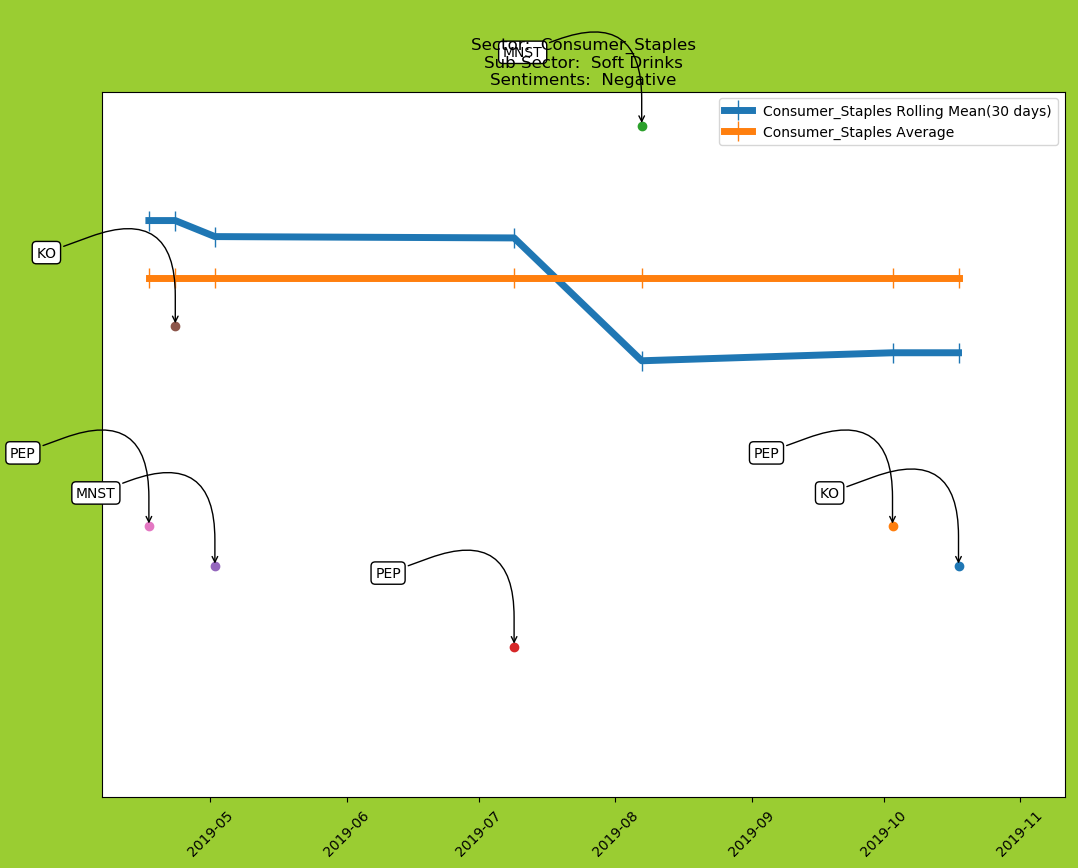 Sector:  Consumer_Staples
MNST
Sub Sector:  Soft Drinks
Sentiments:  Negative
Consumer_Staples Rolling Mean(30 days)
Consumer_Staples Average
KO
PEP
PEP
MNST
KO
PEP
2019-05
2019-06
2019-07
2019-08
2019-09
2019-10
2019-11